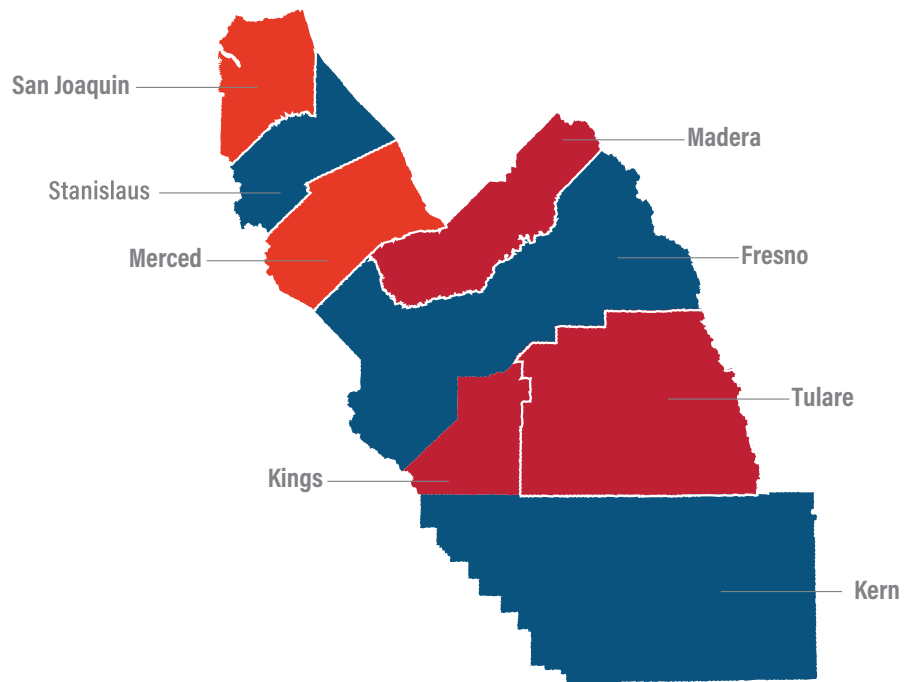 San Joaquin
Madera
Stanislaus
Merced
Fresno
Tulare
Kings
Kern